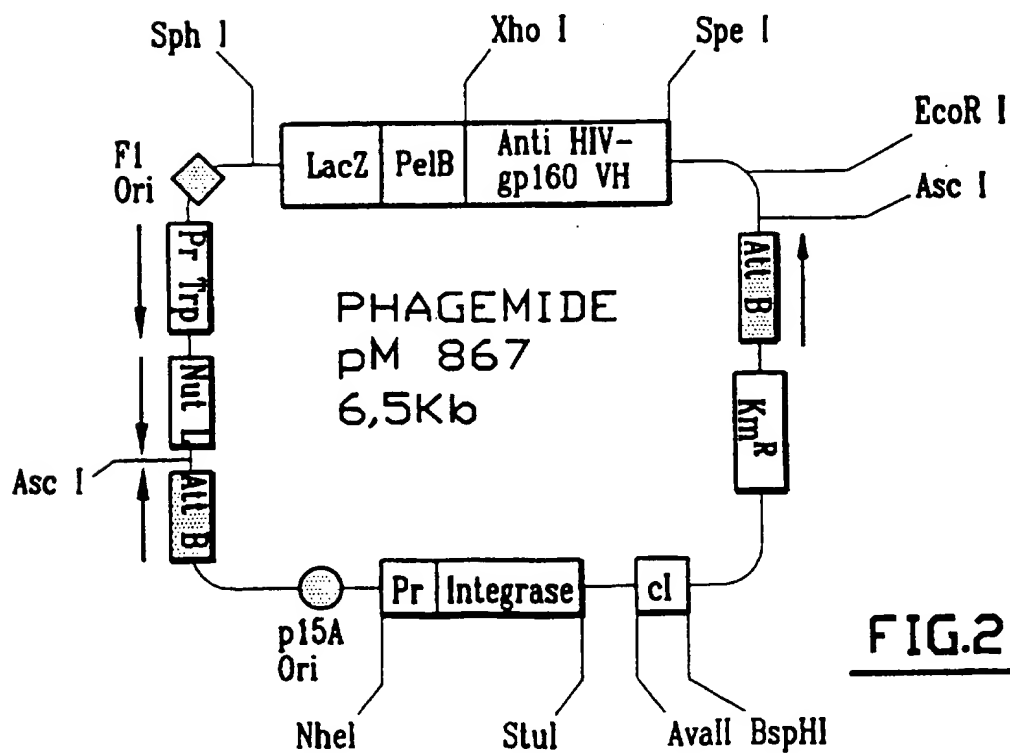 Sph I
Xho I
Spe I
EcoR I
Asc I
F1
Ori
LacZ
PelB
Anti HIV-
gp160 VH
Pr Trp
Nut L
Asc I
Att B
Att B
Km R
PHAGEMIDE
pM 867
6,5Kb
p15A
Ori
Pr
Integrase
cI
NheI
StuI
AvaII
BspHI
FIG.2